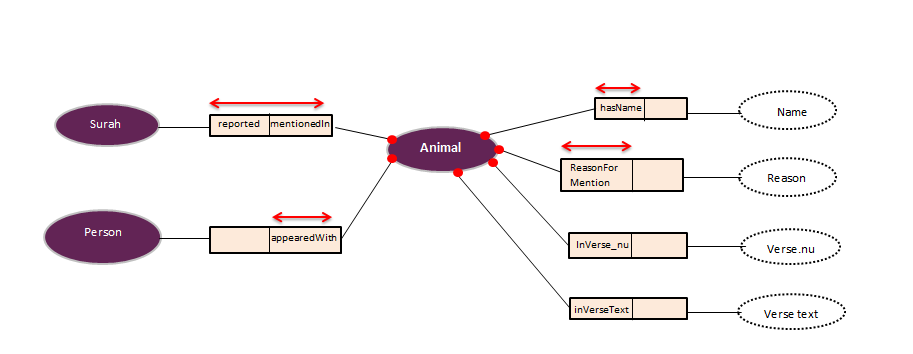 Surah
reported
mentionedIn
Animal
hasName
Name
ReasonFor
Mention
Reason
Person
appearedWith
InVerse_nu
Verse.nu
inVerseText
Verse text